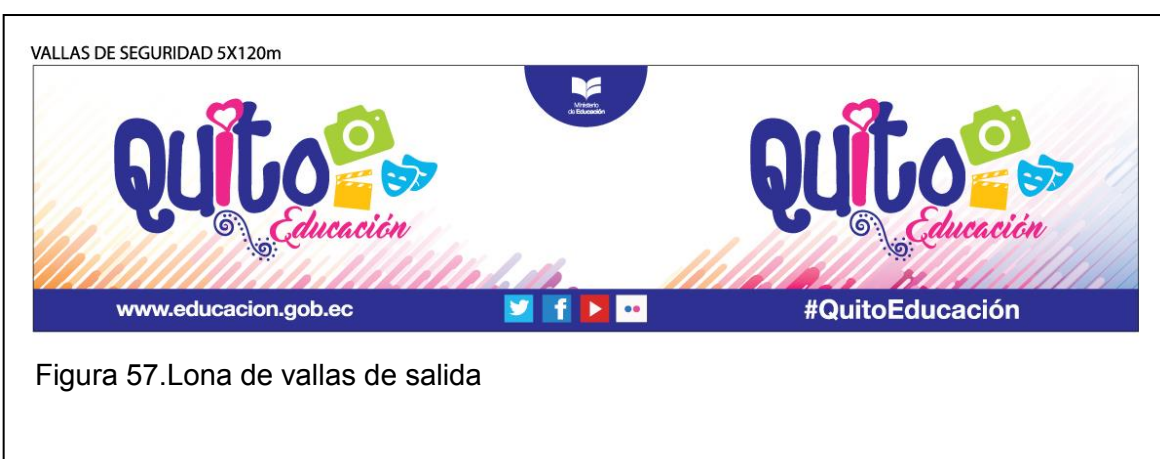 VALLAS DE SEGURIDAD 5X120m
Ministerio
de Educación
Quito
Educación
Quito
Educación
www.educacion.gob.ec
f
#QuitoEducación
Figura 57.Lona de vallas de salida